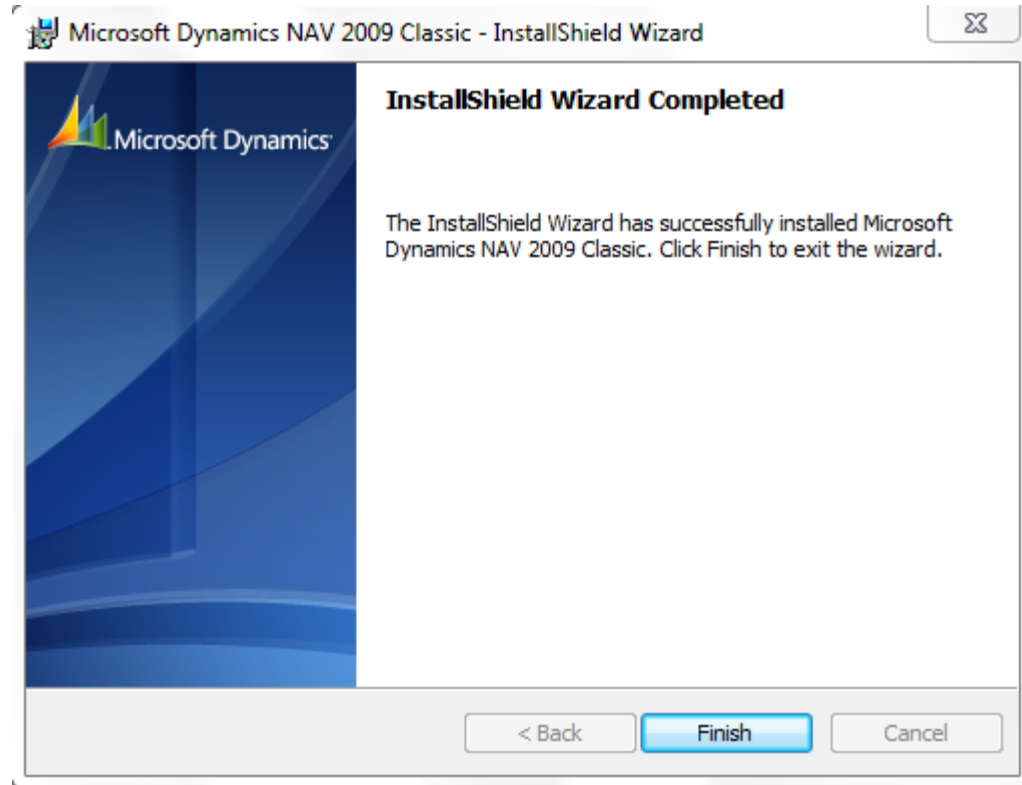 Microsoft Dynamics NAV 2009 Classic - InstallShield Wizard
Microsoft Dynamics
InstallShield Wizard Completed
The InstallShield Wizard has successfully installed Microsoft
Dynamics NAV 2009 Classic. Click Finish to exit the wizard.
< Back
Finish
Cancel